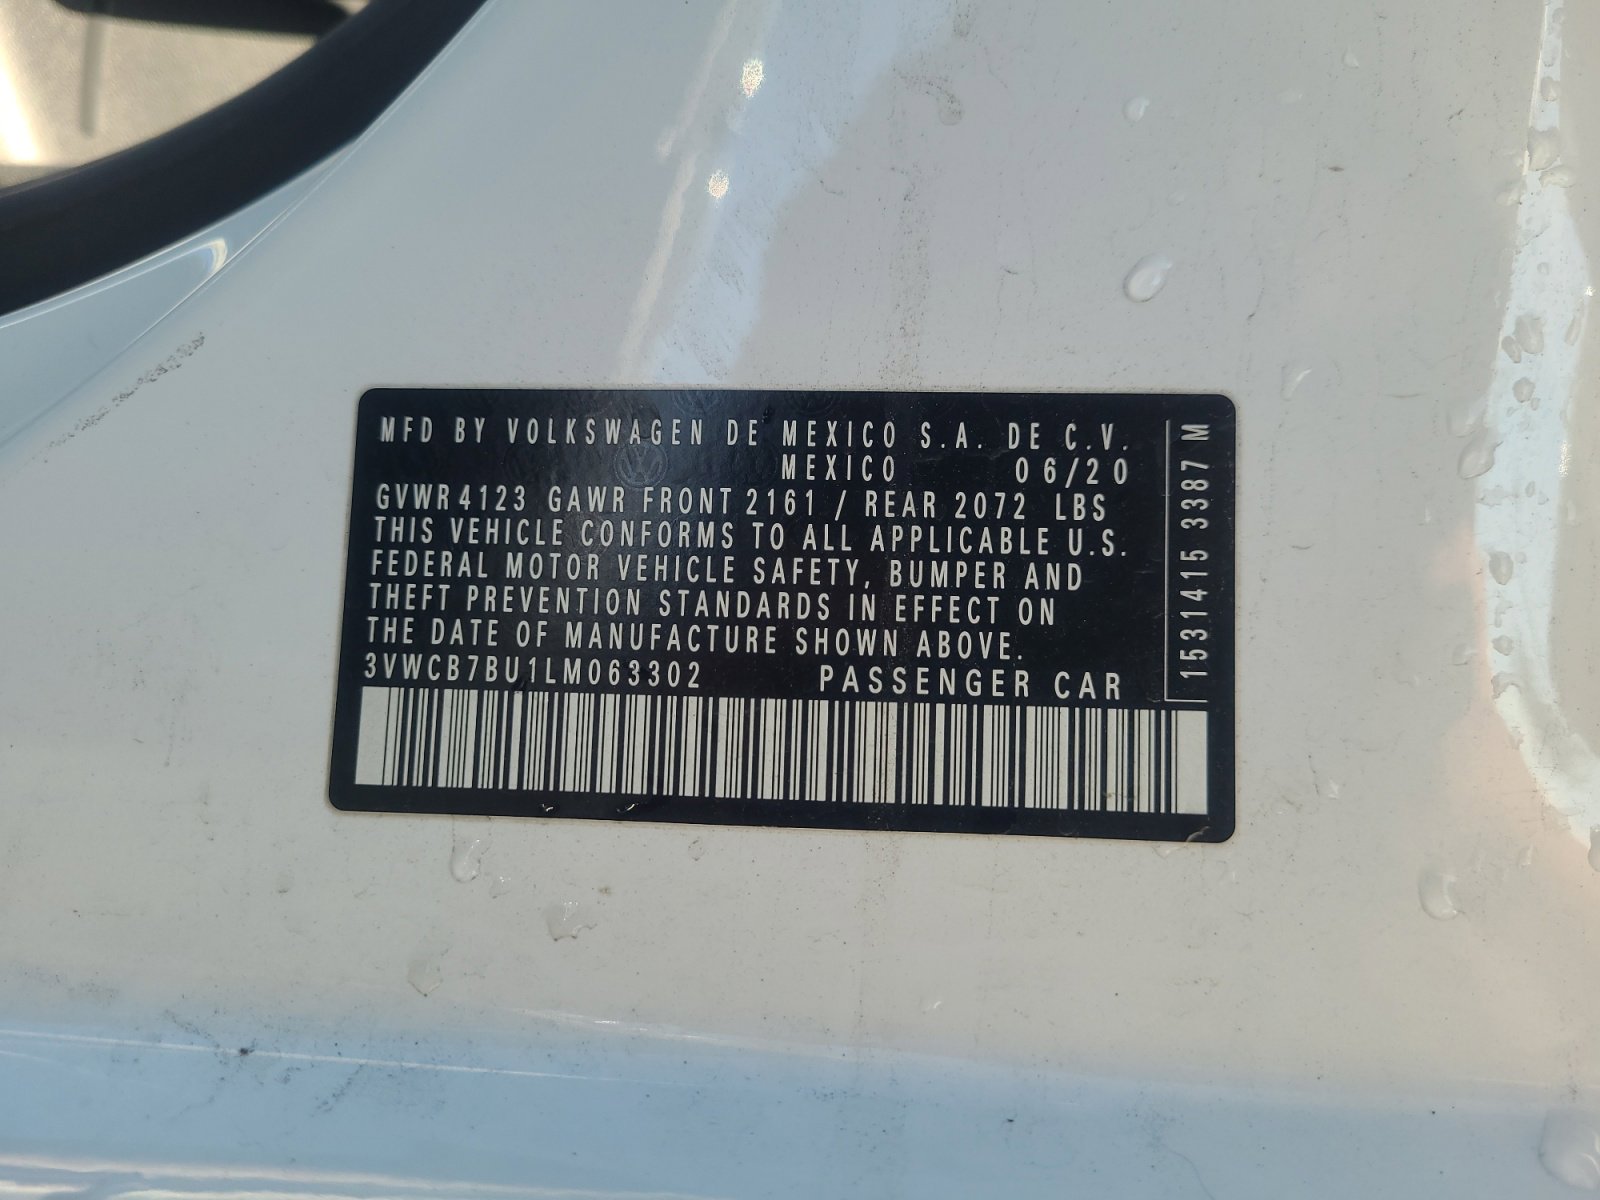 MFD BY VOLKSWAGEN DE MEXICO S.A. DE C.V.
MEXICO 06/20
GVWR 4123 GAWR FRONT 2161 / REAR 2072 LBS
THIS VEHICLE CONFORMS TO ALL APPLICABLE U.S.
FEDERAL MOTOR VEHICLE SAFETY, BUMPER AND
THEFT PREVENTION STANDARDS IN EFFECT ON
THE DATE OF MANUFACTURE SHOWN ABOVE.
3VWCB7BU1LM063302 PASSENGER CAR
1531415 3387 M